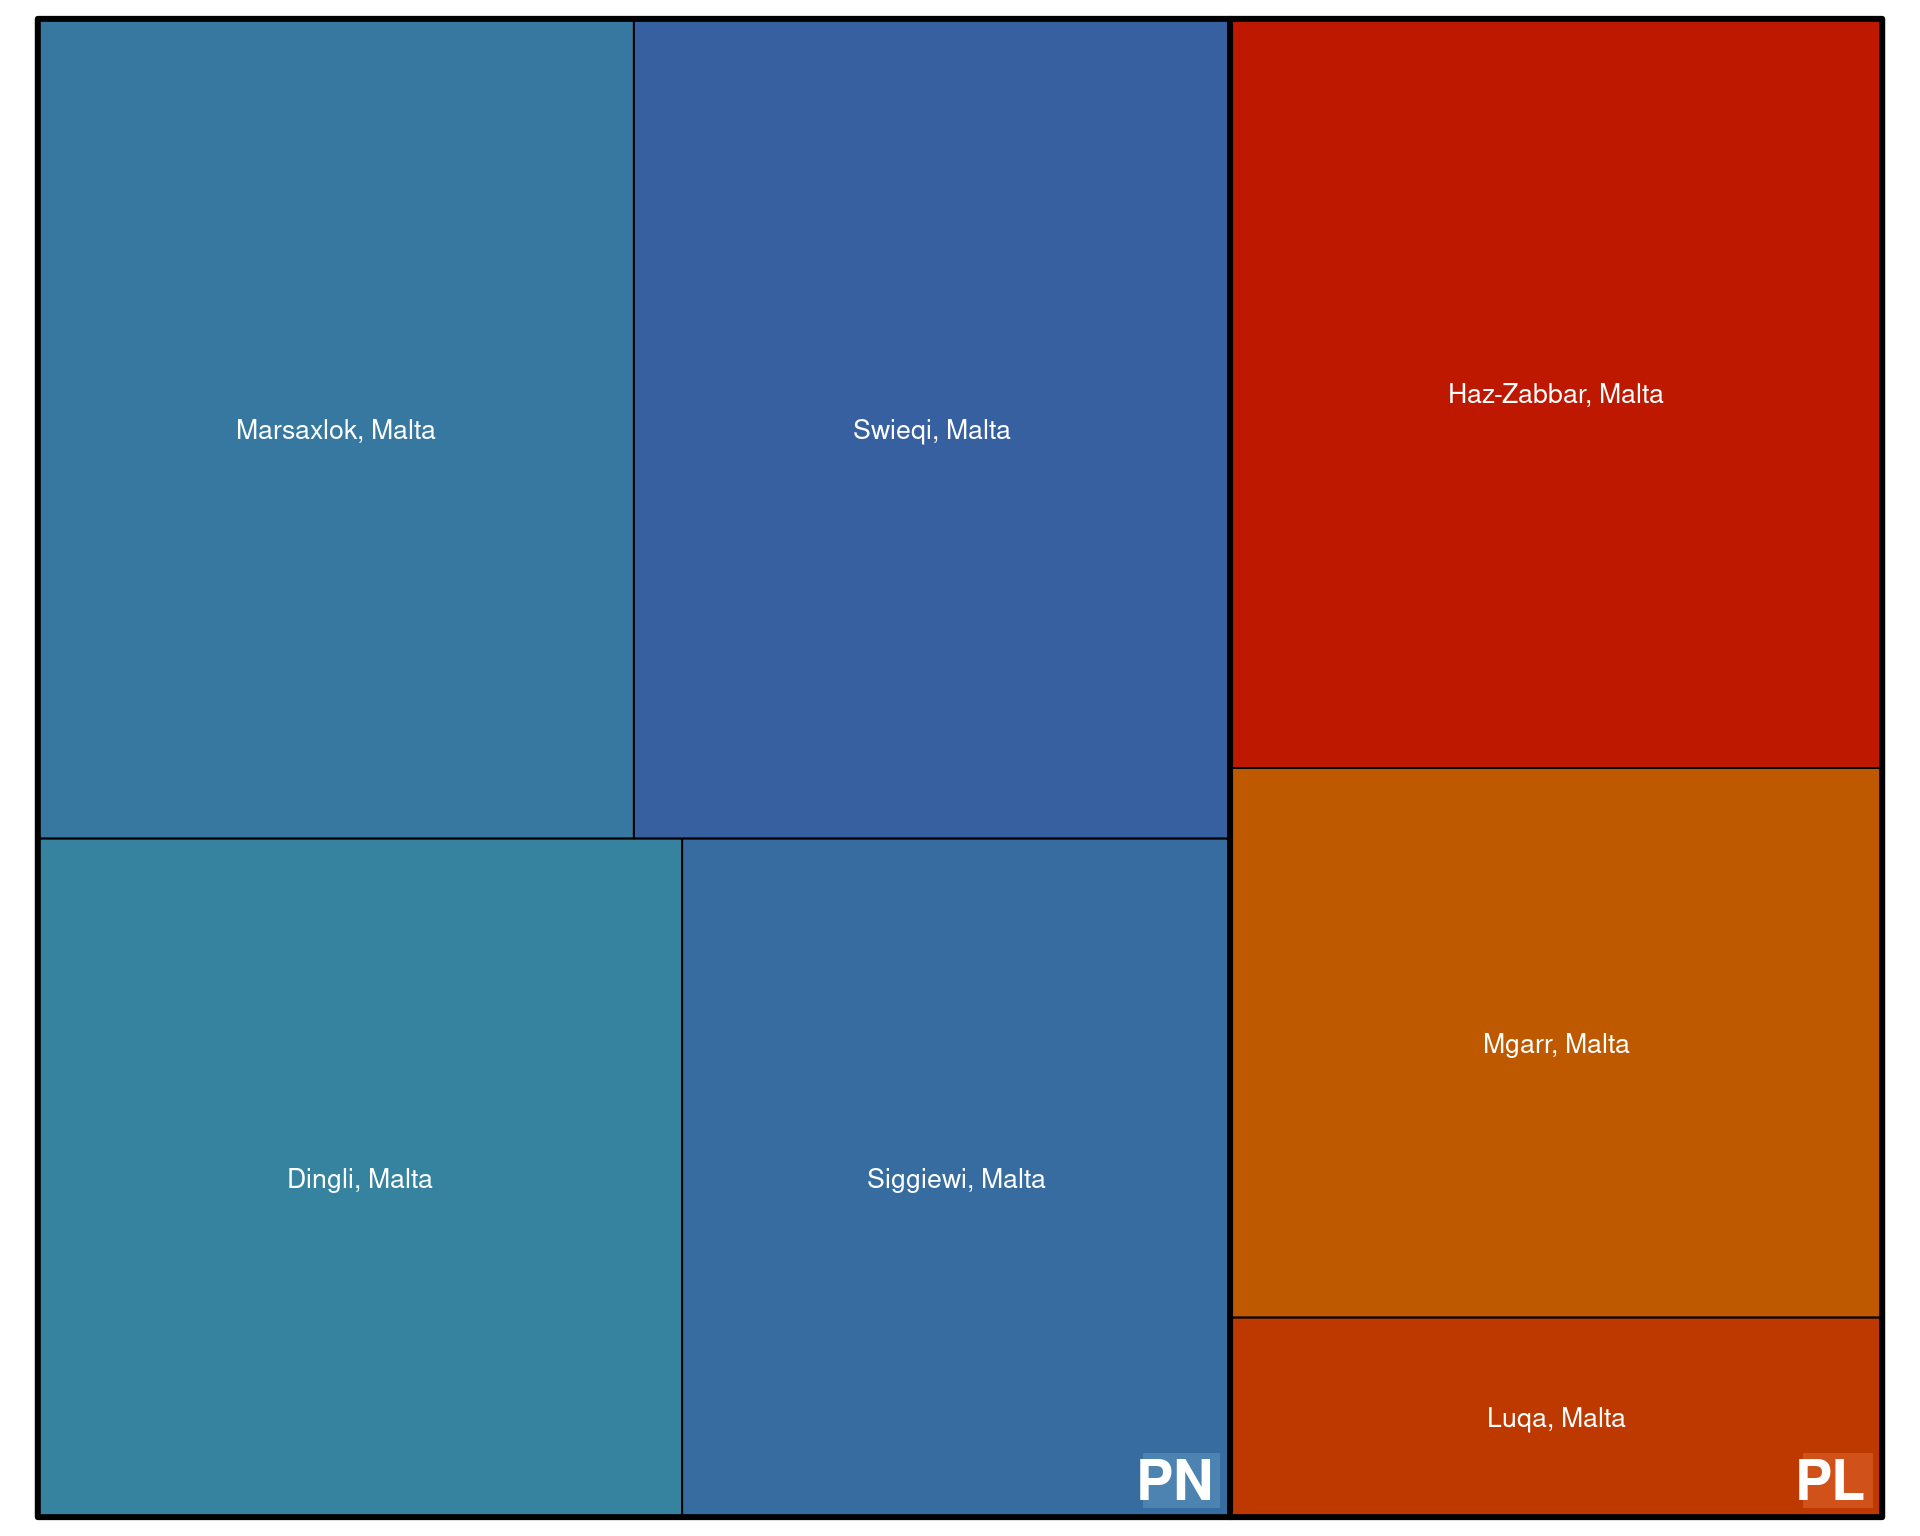 Marsaxlok, Malta
Swieqi, Malta
Haz-Zabbar, Malta
Dingli, Malta
Siggiewi, Malta
Mgarr, Malta
Luqa, Malta
PN
PL